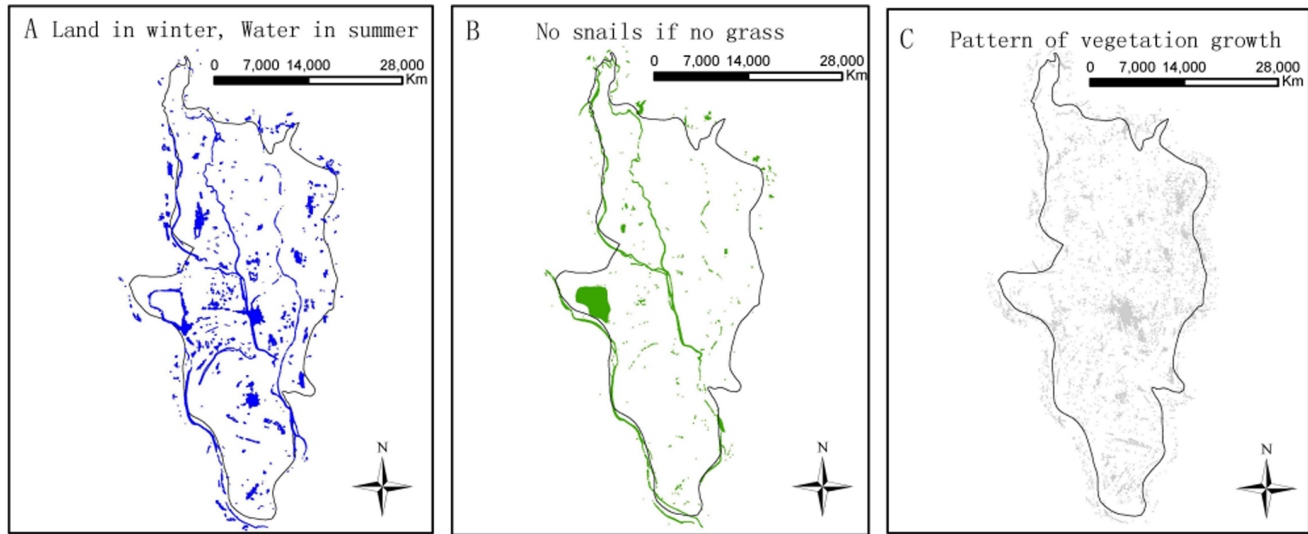 A Land in winter, Water in summer
0 7,000 14,000 28,000
Km
N
B No snails if no grass
0 7,000 14,000 28,000
Km
N
C Pattern of vegetation growth
0 7,000 14,000 28,000
Km
N